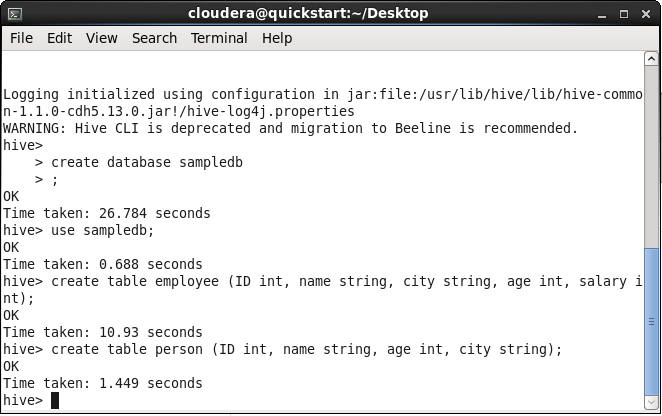 cloudera@quickstart:~/Desktop
File Edit View Search Terminal Help
Logging initialized using configuration in jar:file:/usr/lib/hive/lib/hive-commo
n-1.1.0-cdh5.13.0.jar!/hive-log4j.properties
WARNING: Hive CLI is deprecated and migration to Beeline is recommended.
hive>
    > create database sampledb
    > ;
OK
Time taken: 26.784 seconds
hive> use sampledb;
OK
Time taken: 0.688 seconds
hive> create table employee (ID int, name string, city string, age int, salary i
nt);
OK
Time taken: 10.93 seconds
hive> create table person (ID int, name string, age int, city string);
OK
Time taken: 1.449 seconds
hive>